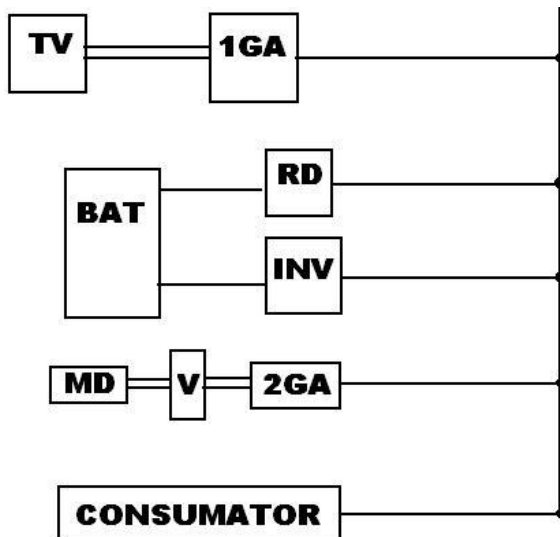 TV
1GA
BAT
RD
INV
MD
V
2GA
CONSUMATOR